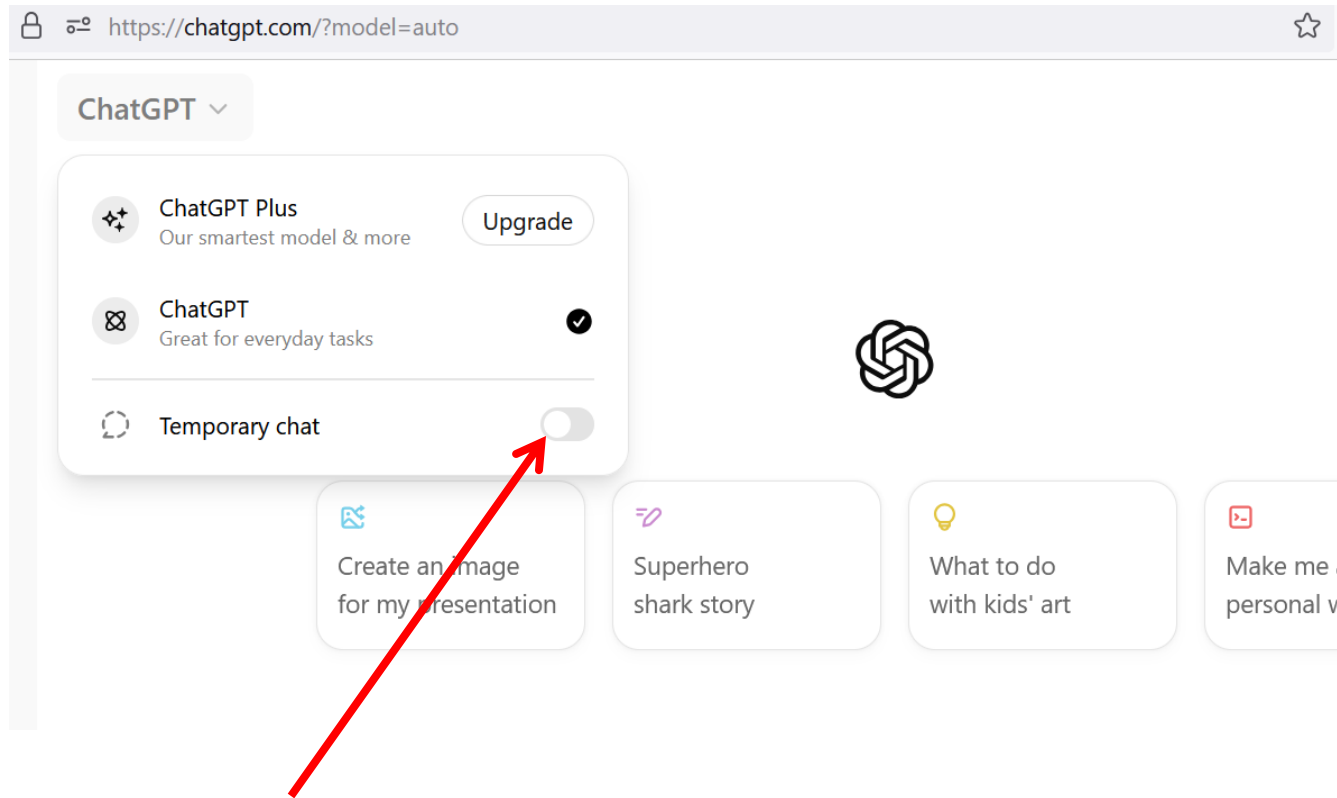 https://chatgpt.com/?model=auto
ChatGPT
ChatGPT Plus
Our smartest model & more
Upgrade
ChatGPT
Great for everyday tasks
Temporary chat
Create an image
for my presentation
Superhero
shark story
What to do
with kids' art
Make me
personal